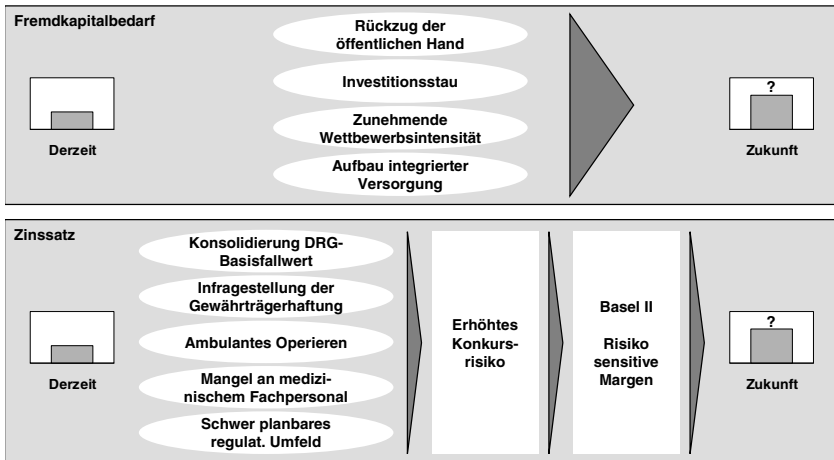 Fremdkapitalbedarf
Rückzug der
öffentlichen Hand
Investitionsstau
Zunehmende
Wettbewerbsintensität
Aufbau integrierter
Versorgung
Derzeit
?
Zukunft
Zinssatz
Konsolidierung DRG-
Basisfallwert
Infragestellung der
Gewährträgerhaftung
Ambulantes Operieren
Mangel an medizi-
nischem Fachpersonal
Schwer planbares
regulat. Umfeld
Derzeit
Erhöhtes
Konkurs-
risiko
Basel II
Risiko
sensitive
Margen
?
Zukunft